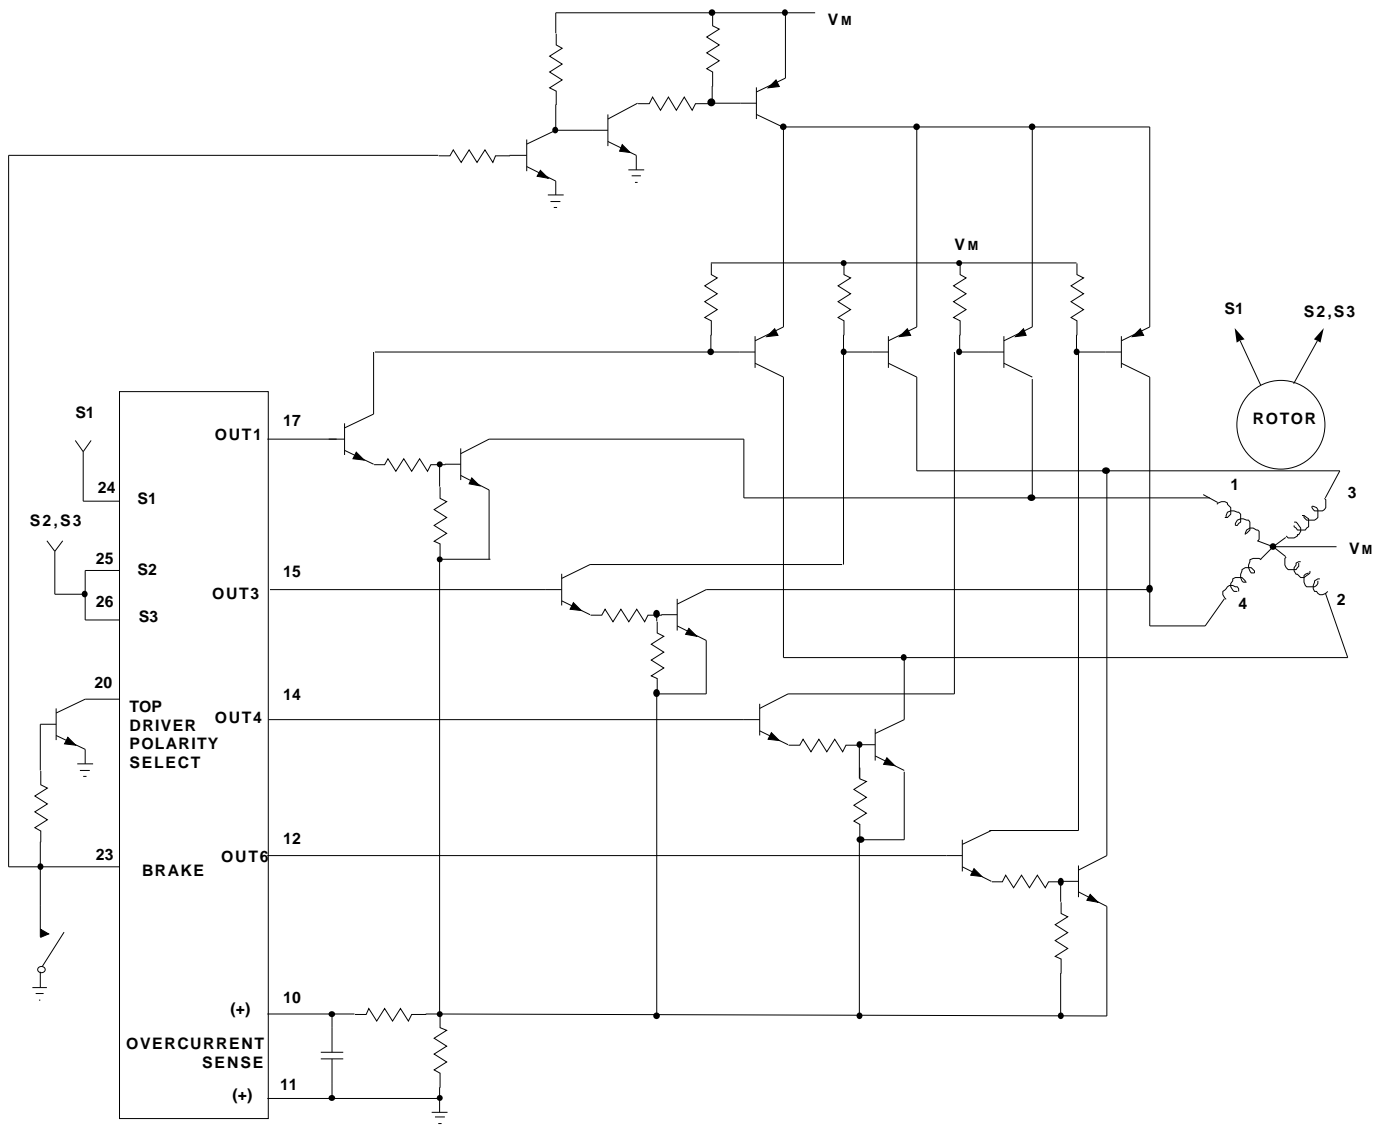 VM
VM
S1
S2,S3
ROTOR
S1
17
OUT1
24
S1
1
3
S2,S3
VM
25
S2
15
26
OUT3
S3
4
2
20
14
TOP
DRIVER
POLARITY
SELECT
OUT4
12
23
BRAKE
OUT6
10
(+)
OVERCURRENT
SENSE
11
(+)